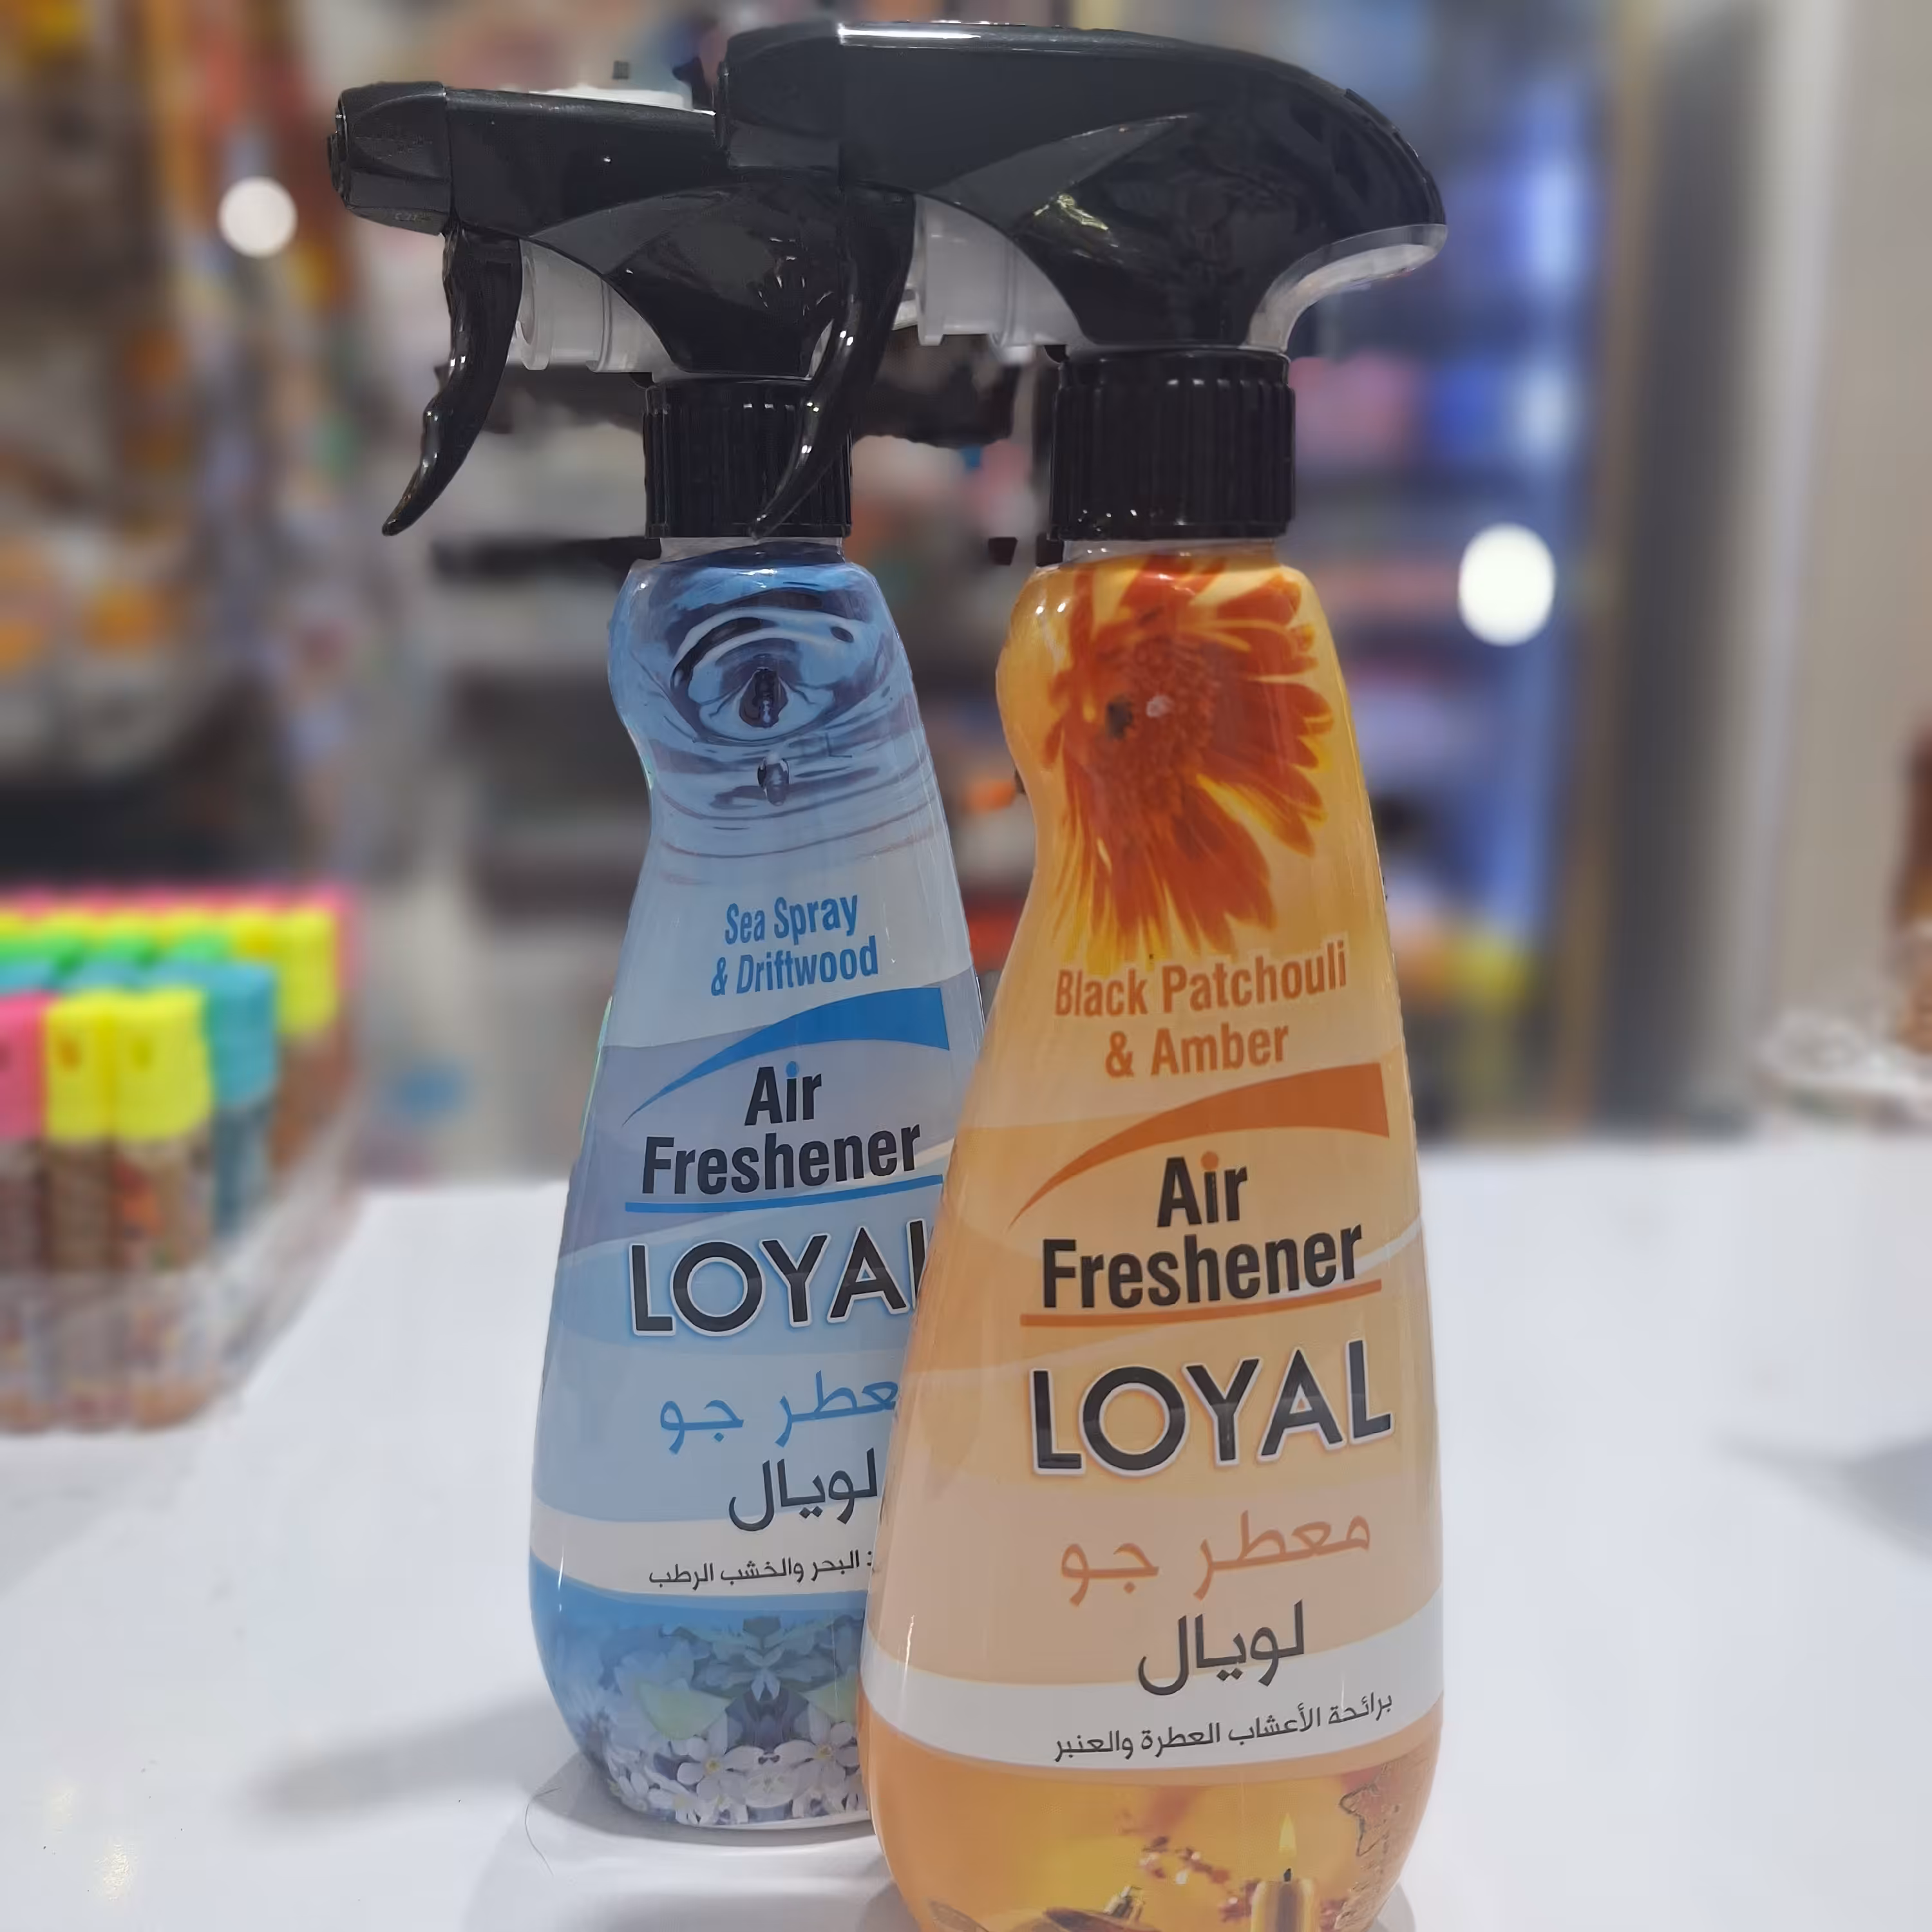 Sea Spray
& Driftwood
Air
Freshener
LOYAL
معطر جو
لويال
البحر والخشب الرطب
Black Patchouli
& Amber
Air
Freshener
LOYAL
معطر جو
لويال
برائحة الأعشاب العطرة والعنبر